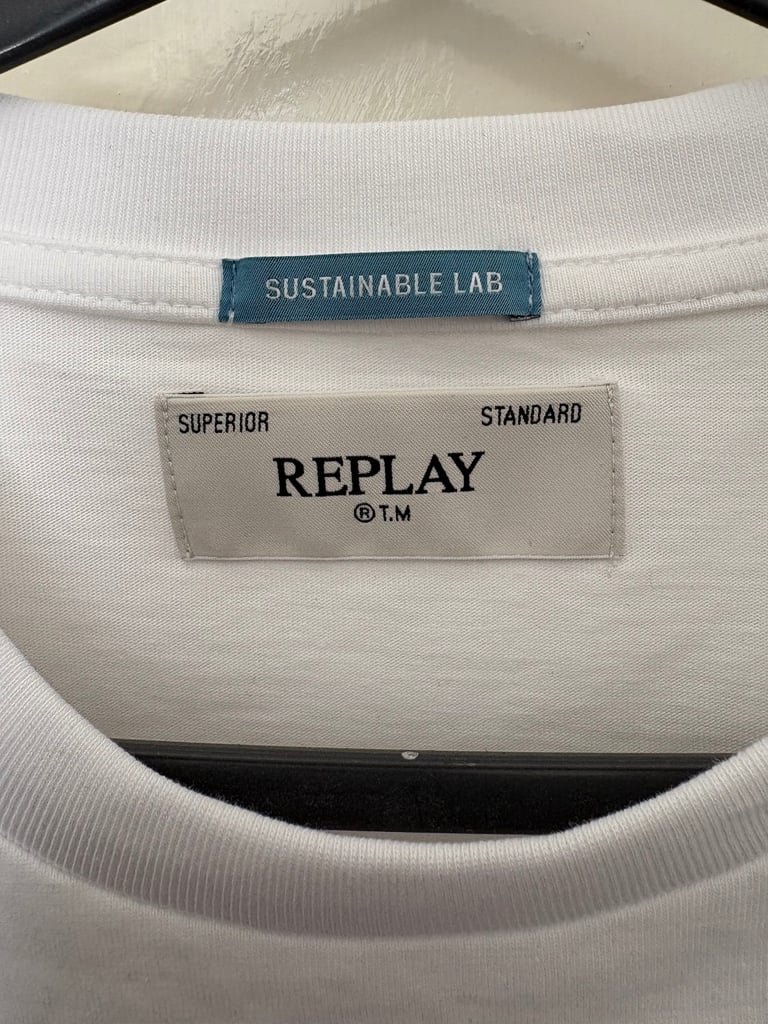 SUSTAINABLE LAB
SUPERIOR STANDARD
REPLAY
® T.M